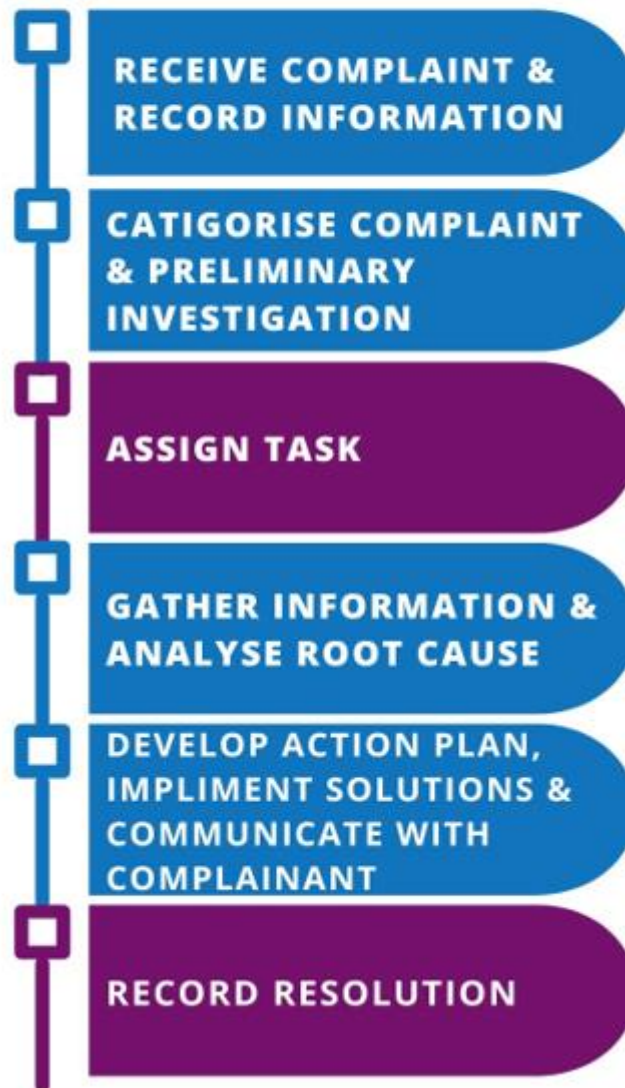 RECEIVE COMPLAINT &
RECORD INFORMATION
CATIGORISE COMPLAINT
& PRELIMINARY
INVESTIGATION
ASSIGN TASK
GATHER INFORMATION &
ANALYSE ROOT CAUSE
DEVELOP ACTION PLAN,
IMPLIMENT SOLUTIONS &
COMMUNICATE WITH
COMPLAINANT
RECORD RESOLUTION